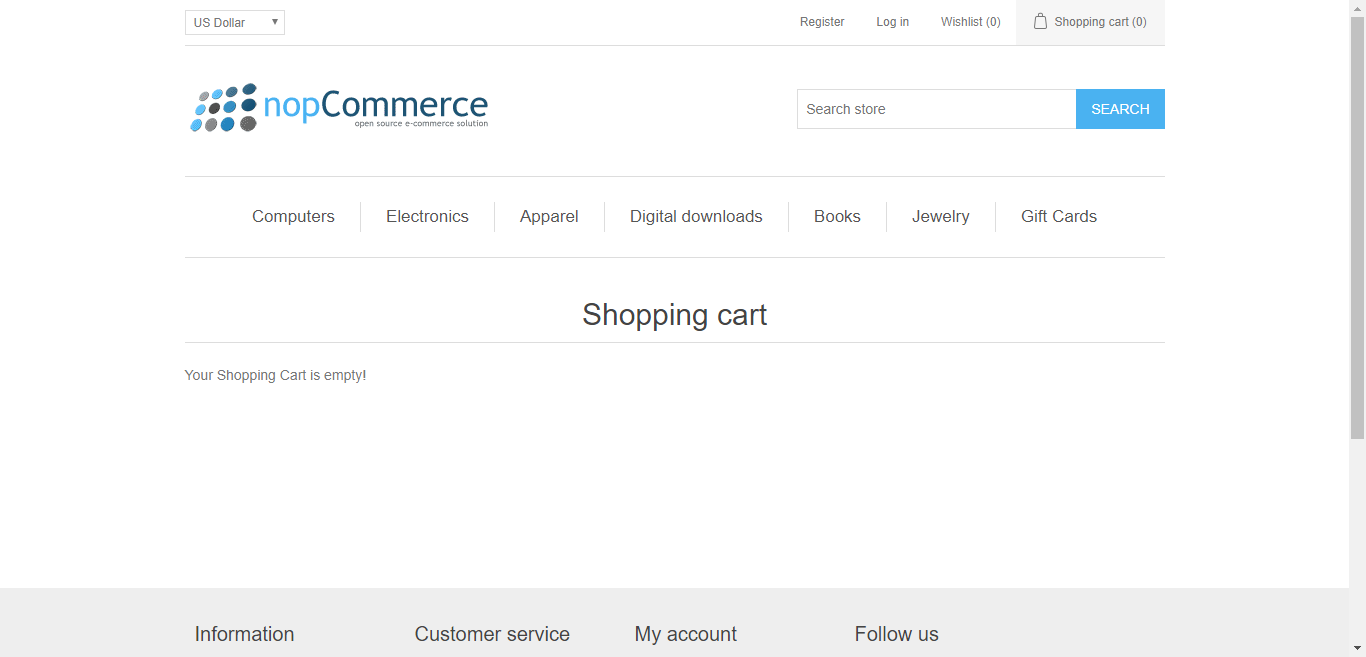 US Dollar
Register Log in Wishlist (0) Shopping cart (0)
nopCommerce
open source e-commerce solution
Search store SEARCH
Computers Electronics Apparel Digital downloads Books Jewelry Gift Cards
Shopping cart
Your Shopping Cart is empty!
Information Customer service My account Follow us